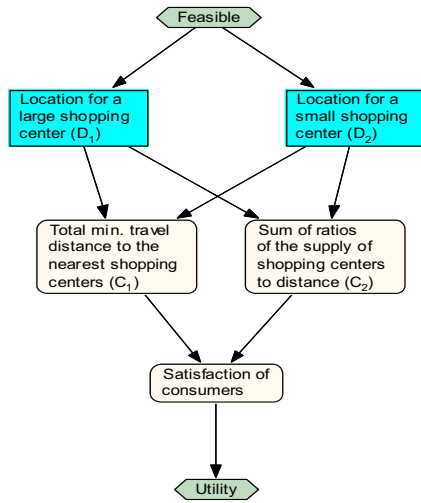 Feasible
Location for a
large shopping
center (D₁)
Location for a
small shopping
center (D₂)
Total min. travel
distance to the
nearest shopping
centers (C₁)
Sum of ratios
of the supply of
shopping centers
to distance (C₂)
Satisfaction of
consumers
Utility